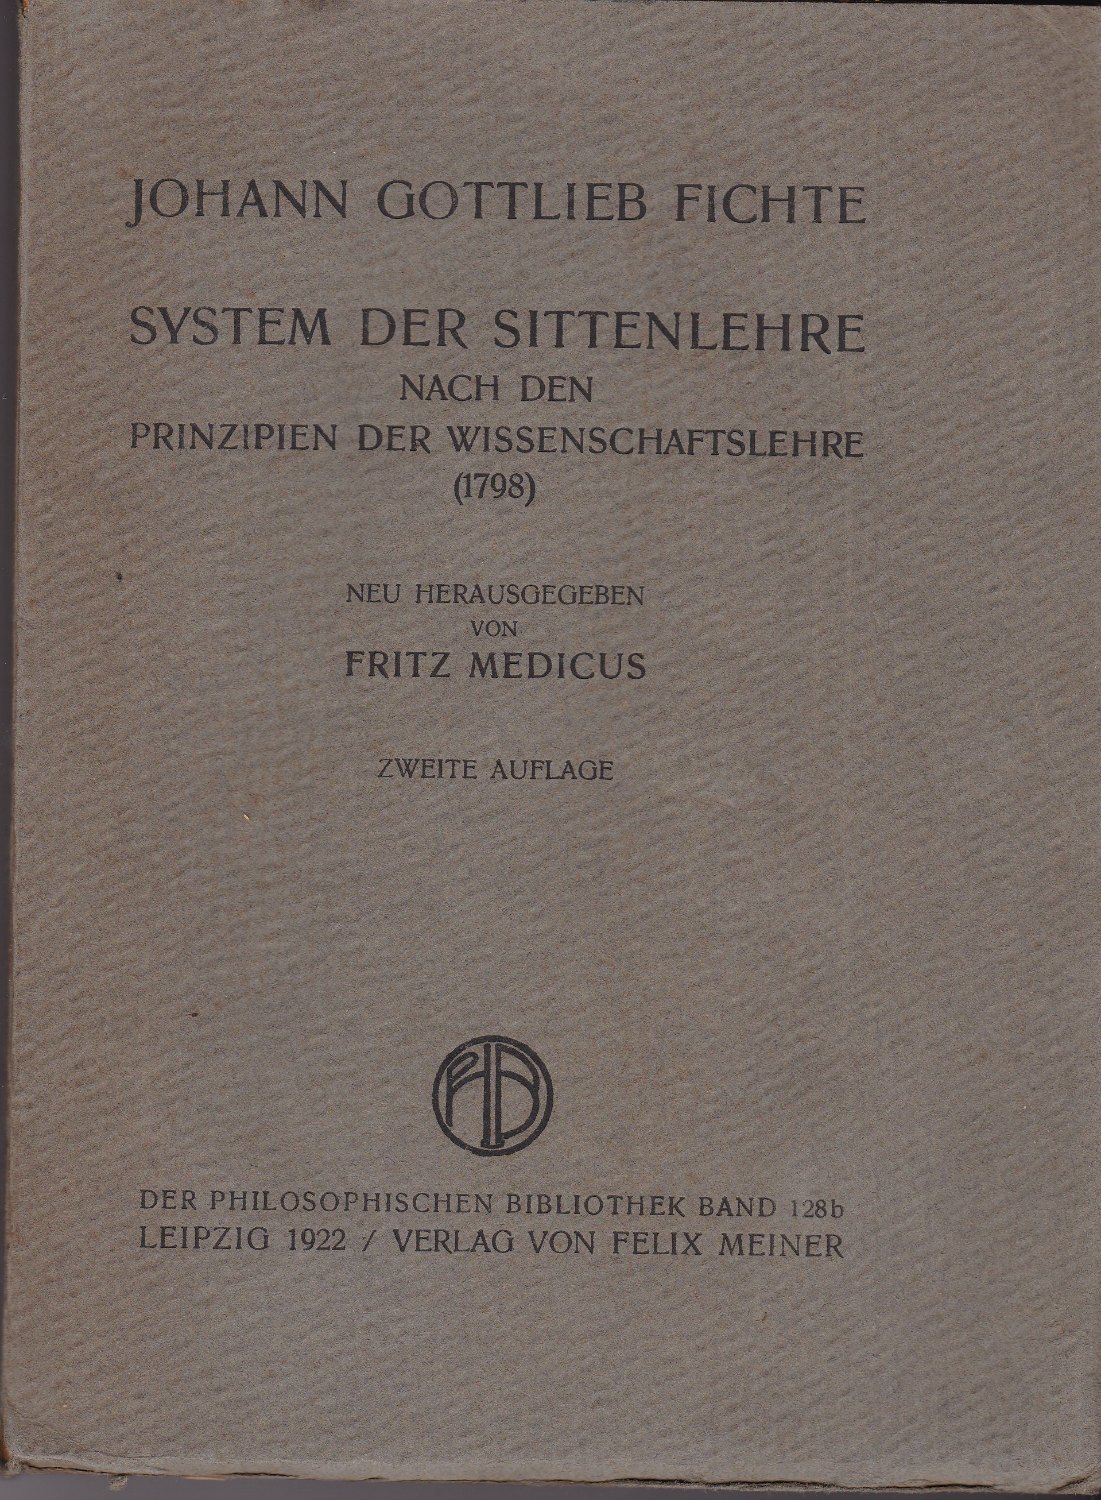 JOHANN GOTTLIEB FICHTE
SYSTEM DER SITTENLEHRE
NACH DEN
PRINZIPIEN DER WISSENSCHAFTSLEHRE
(1798)
NEU HERAUSGEGEBEN
VON
FRITZ MEDICUS
ZWEITE AUFLAGE
DER PHILOSOPHISCHEN BIBLIOTHEK BAND 128b
LEIPZIG 1922 / VERLAG VON FELIX MEINER